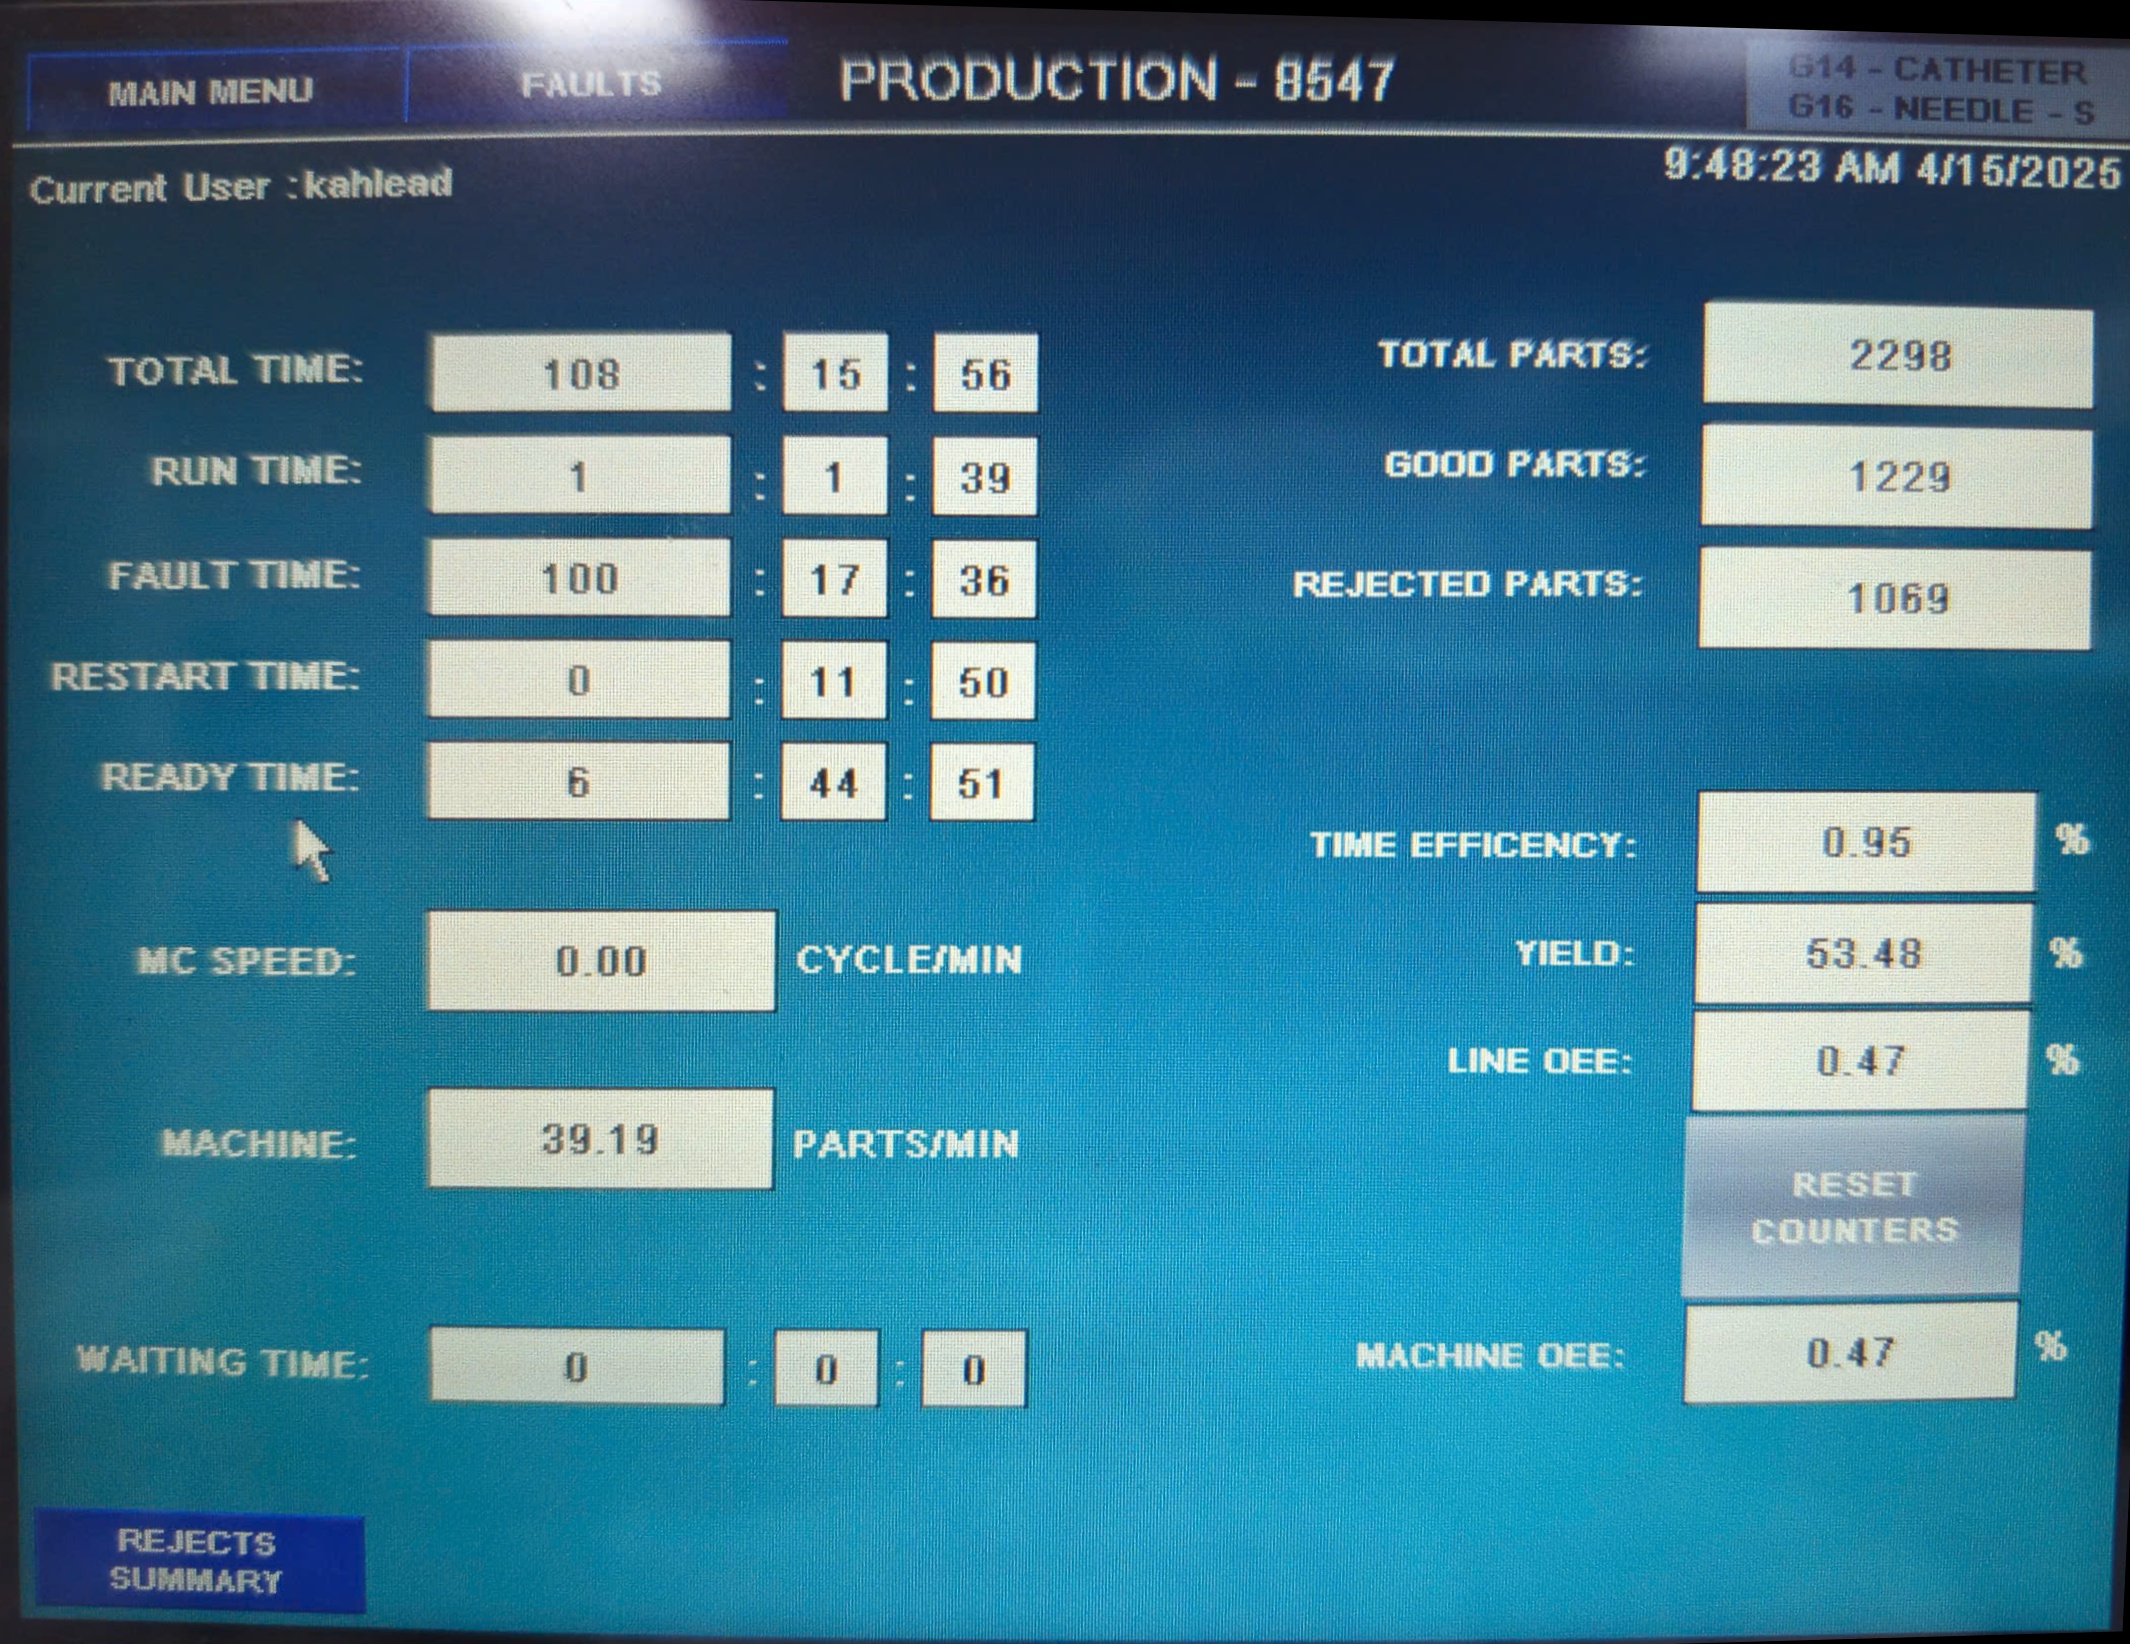 MAIN MENU
FAULTS
PRODUCTION - 8547
G14 - CATHETER
G16 - NEEDLE - S
Current User :kahlead
9:48:23 AM 4/15/2025
TOTAL TIME: 108 : 15 : 56
RUN TIME: 1 : 1 : 39
FAULT TIME: 100 : 17 : 36
RESTART TIME: 0 : 11 : 50
READY TIME: 6 : 44 : 51
MC SPEED: 0.00 CYCLE/MIN
MACHINE: 39.19 PARTS/MIN
WAITING TIME: 0 : 0 : 0
REJECTS
SUMMARY
TOTAL PARTS: 2298
GOOD PARTS: 1229
REJECTED PARTS: 1069
TIME EFFICENCY: 0.95 %
YIELD: 53.48 %
LINE OEE: 0.47 %
RESET
COUNTERS
MACHINE OEE: 0.47 %